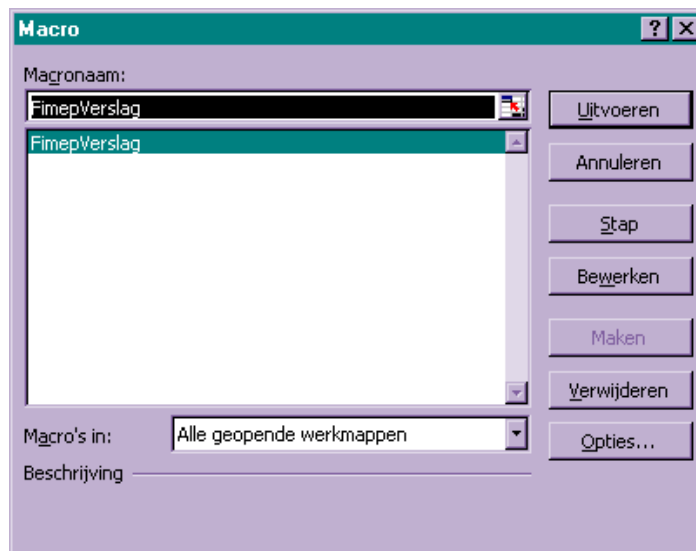 Macro
Macronaam:
FimepVerslag
FimepVerslag
Uitvoeren
Annuleren
Stap
Bewerken
Maken
Verwijderen
Opties...
Macro's in:
Alle geopende werkmappen
Beschrijving